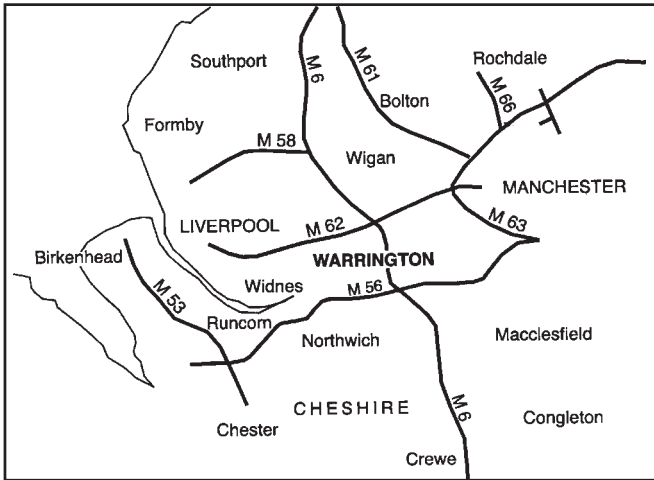 Southport
M 6
M 61
Rochdale
M 66
Bolton
Formby
M 58
Wigan
MANCHESTER
LIVERPOOL
M 62
M 63
Birkenhead
WARRINGTON
Widnes
M 56
M 53
Runcorn
Northwich
Macclesfield
CHESHIRE
M 6
Congleton
Chester
Crewe